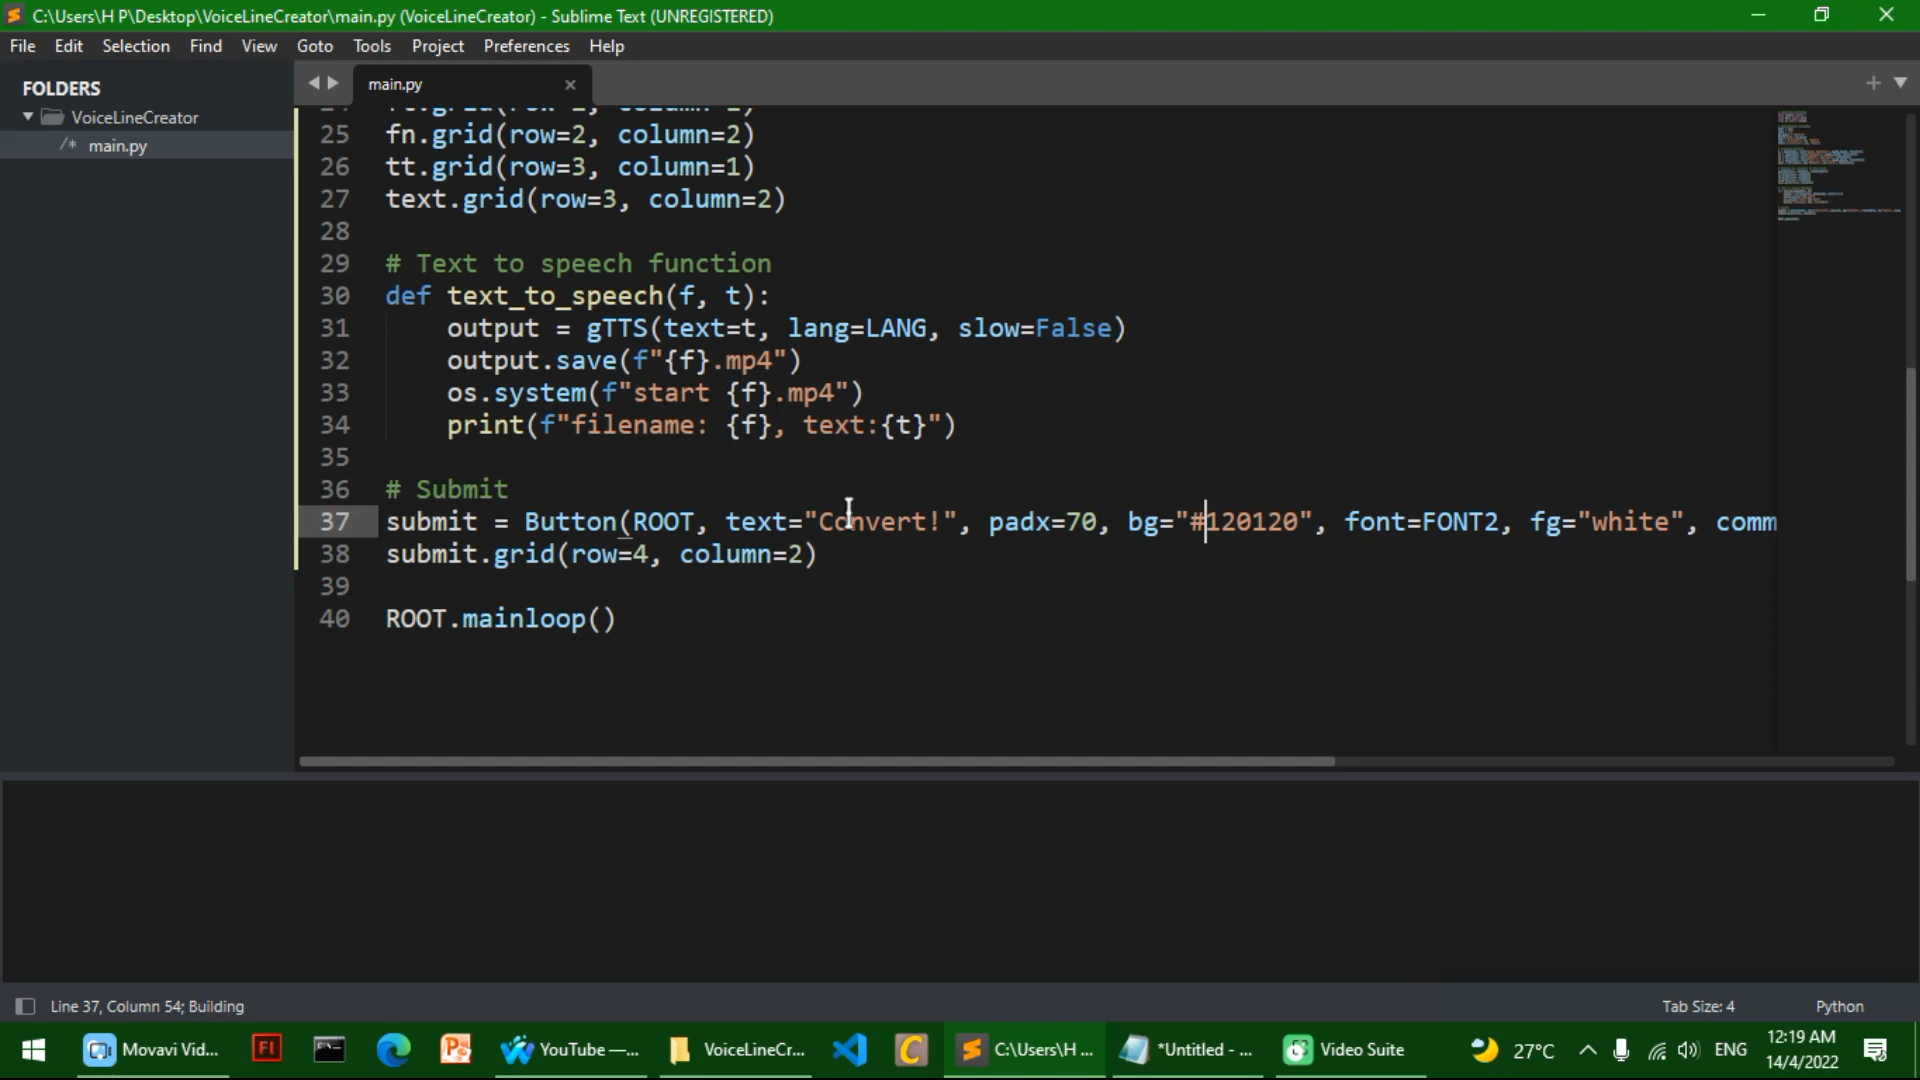 C:\Users\H P\Desktop\VoiceLineCreator\main.py (VoiceLineCreator) - Sublime Text (UNREGISTERED)
File Edit Selection Find View Goto Tools Project Preferences Help
FOLDERS
VoiceLineCreator
/* main.py
main.py
25 fn.grid(row=2, column=2)
26 tt.grid(row=3, column=1)
27 text.grid(row=3, column=2)
28
29 # Text to speech function
30 def text_to_speech(f, t):
31 output = gTTS(text=t, lang=LANG, slow=False)
32 output.save(f"{f}.mp4")
33 os.system(f"start {f}.mp4")
34 print(f"filename: {f}, text:{t}")
35
36 # Submit
37 submit = Button(ROOT, text="Convert!", padx=70, bg="#120120", font=FONT2, fg="white", comm
38 submit.grid(row=4, column=2)
39
40 ROOT.mainloop()
Line 37, Column 54; Building
Tab Size: 4
Python
Movavi Vid...
YouTube —...
VoiceLineCr...
C:\Users\H ...
*Untitled - ...
Video Suite
27°C
ENG
12:19 AM
14/4/2022